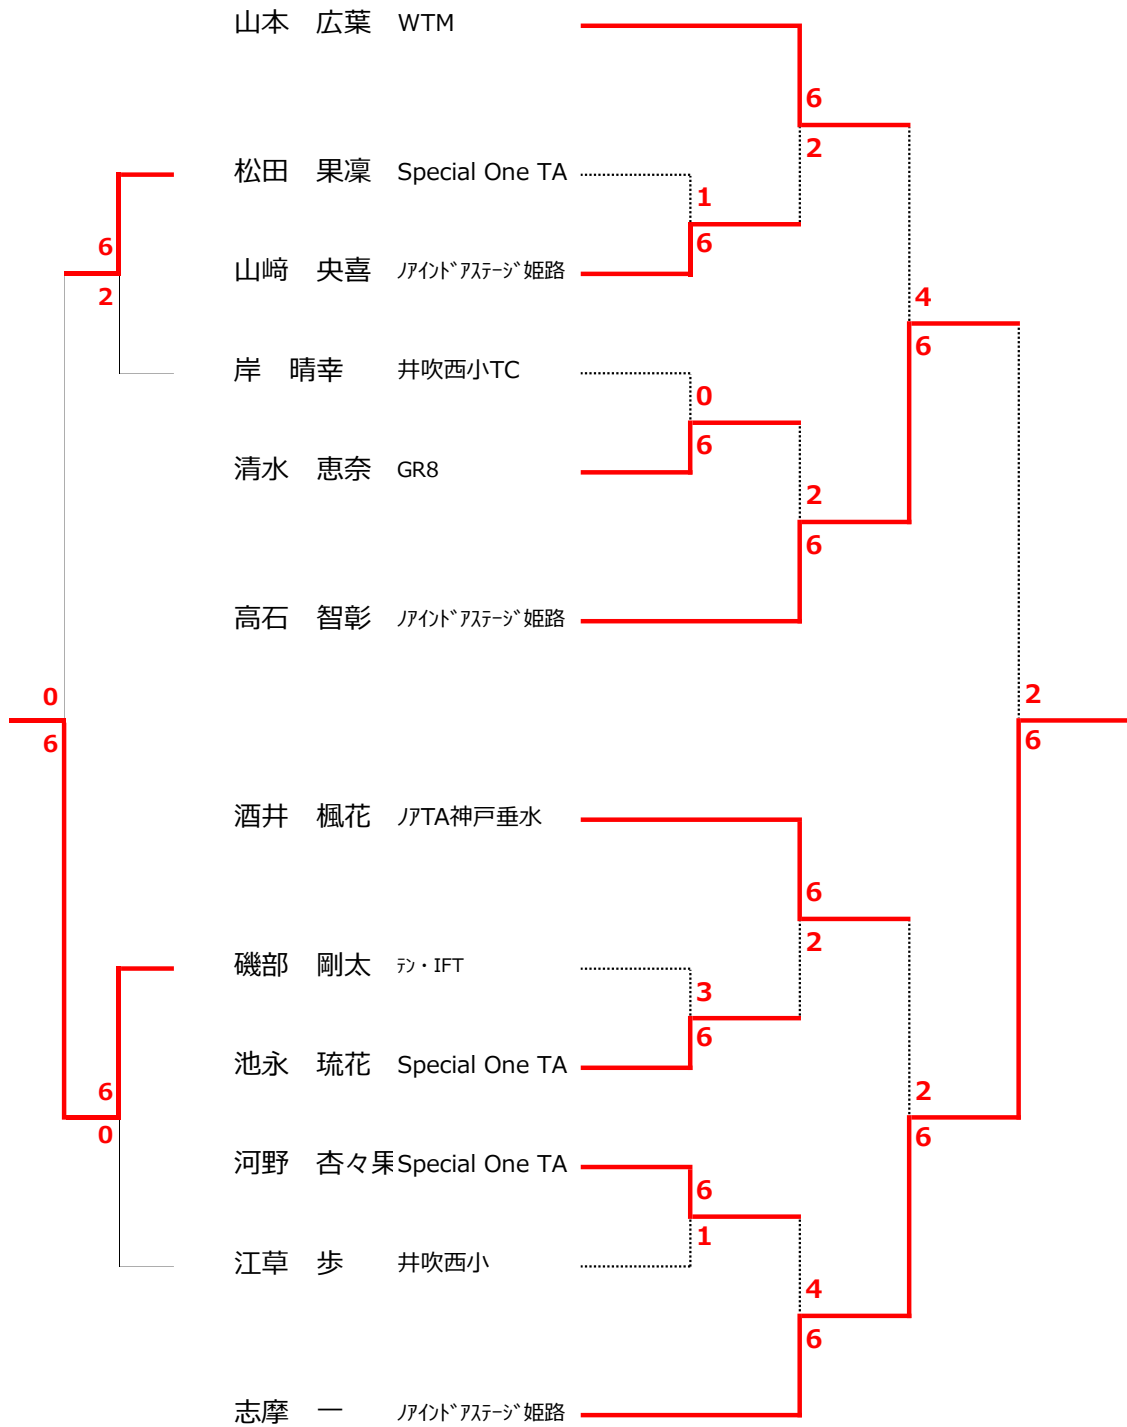 山本　広葉 WTM
6
2
松田　果凜 Special One TA
1
6
6
2
山﨑　央喜 ﾉｱｲﾝﾄﾞｱｽﾃｰｼﾞ姫路
4
6
岸　晴幸 井吹西小TC
0
6
清水　恵奈 GR8
2
6
高石　智彰 ﾉｱｲﾝﾄﾞｱｽﾃｰｼﾞ姫路
0
6
2
6
酒井　楓花 ﾉｱTA神戸垂水
6
2
磯部　剛太 ﾃﾝ・IFT
3
6
池永　琉花 Special One TA
6
0
2
6
河野　杏々果 Special One TA
6
1
江草　歩 井吹西小
4
6
志摩　一 ﾉｱｲﾝﾄﾞｱｽﾃｰｼﾞ姫路